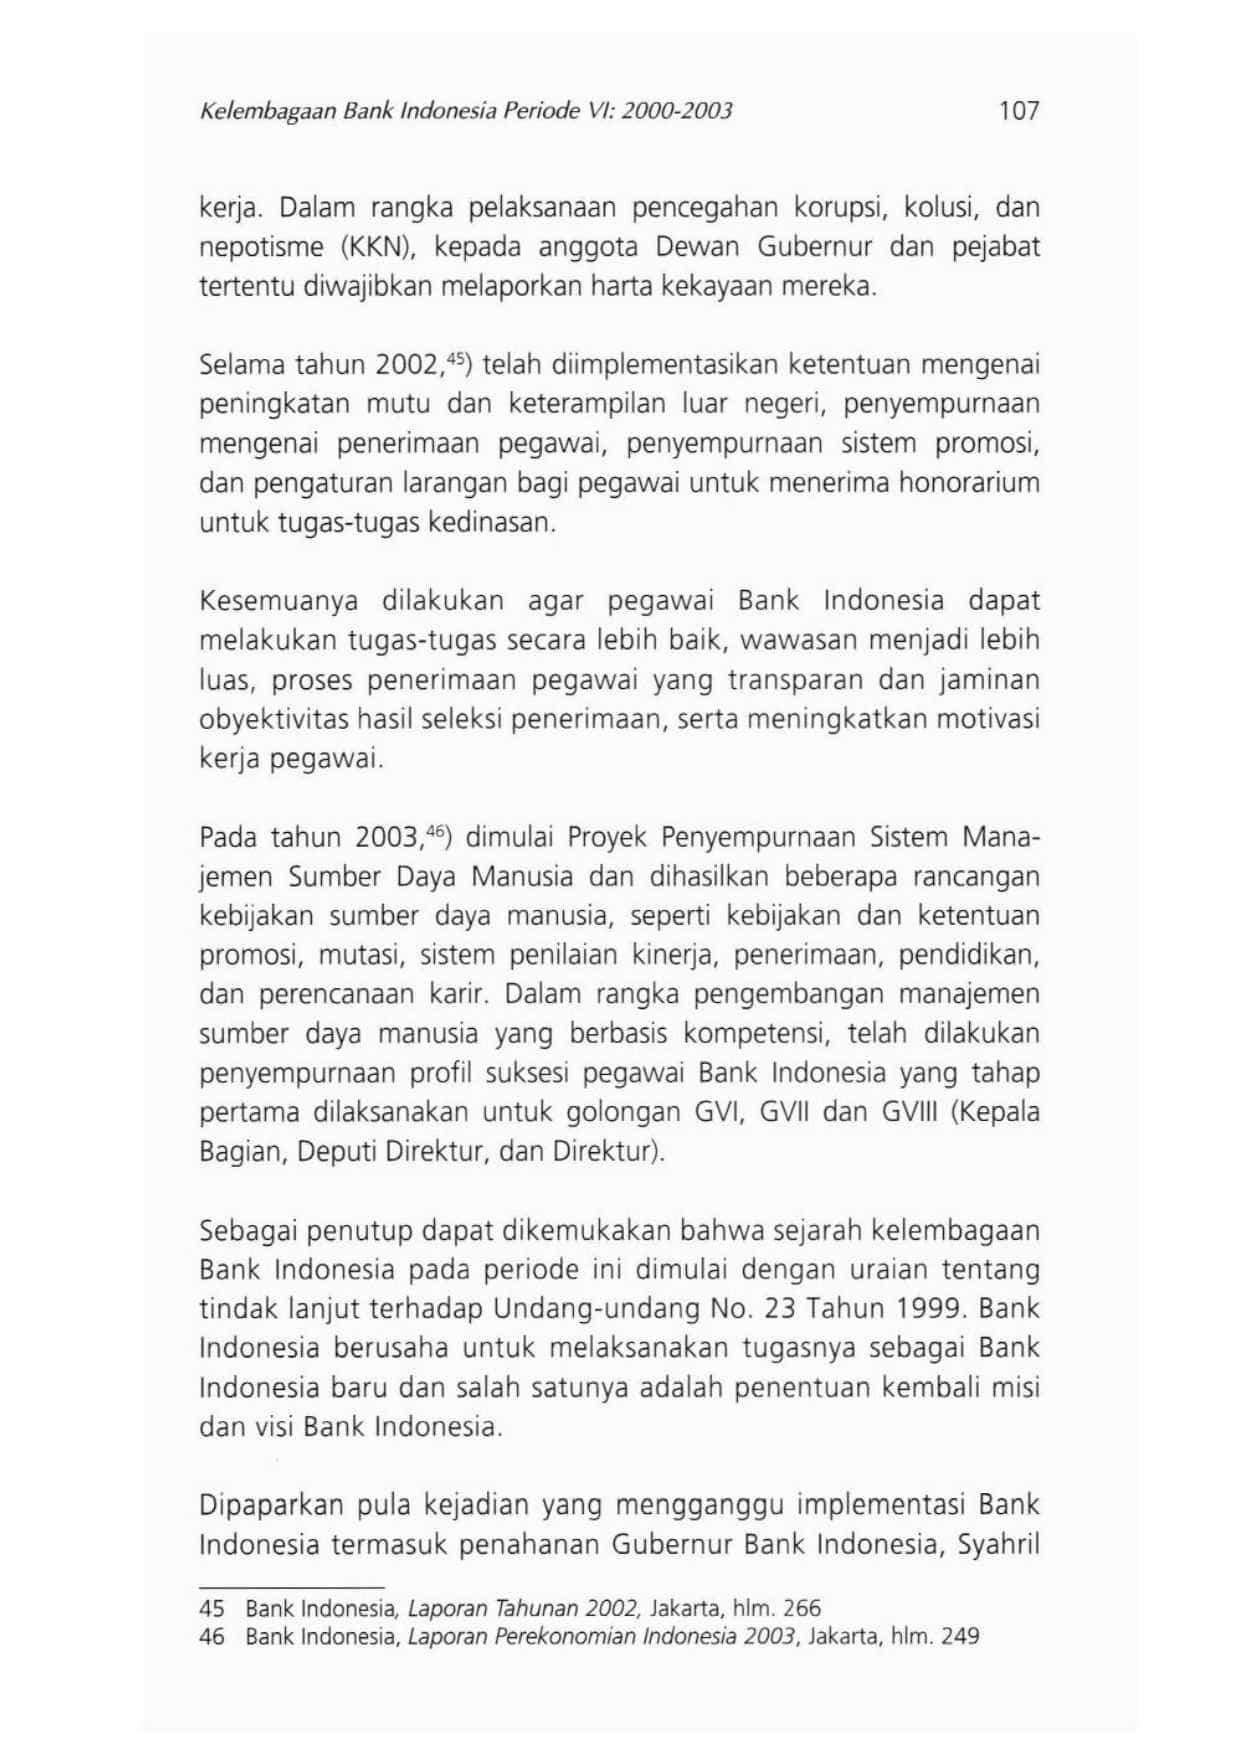 Kelembagaan Bank Indonesia Periode VI: 2000-2003 107
kerja. Dalam rangka pelaksanaan pencegahan korupsi, kolusi, dan
nepotisme (KKN), kepada anggota Dewan Gubernur dan pejabat
tertentu diwajibkan melaporkan harta kekayaan mereka.
Selama tahun 2002,45) telah diimplementasikan ketentuan mengenai
peningkatan mutu dan keterampilan luar negeri, penyempurnaan
mengenai penerimaan pegawai, penyempurnaan sistem promosi,
dan pengaturan larangan bagi pegawai untuk menerima honorarium
untuk tugas-tugas kedinasan.
Kesemuanya dilakukan agar pegawai Bank Indonesia dapat
melakukan tugas-tugas secara lebih baik, wawasan menjadi lebih
luas, proses penerimaan pegawai yang transparan dan jaminan
obyektivitas hasil seleksi penerimaan, serta meningkatkan motivasi
kerja pegawai.
Pada tahun 2003,46) dimulai Proyek Penyempurnaan Sistem Mana-
jemen Sumber Daya Manusia dan dihasilkan beberapa rancangan
kebijakan sumber daya manusia, seperti kebijakan dan ketentuan
promosi, mutasi, sistem penilaian kinerja, penerimaan, pendidikan,
dan perencanaan karir. Dalam rangka pengembangan manajemen
sumber daya manusia yang berbasis kompetensi, telah dilakukan
penyempurnaan profil suksesi pegawai Bank Indonesia yang tahap
pertama dilaksanakan untuk golongan GVI, GVII dan GVIII (Kepala
Bagian, Deputi Direktur, dan Direktur).
Sebagai penutup dapat dikemukakan bahwa sejarah kelembagaan
Bank Indonesia pada periode ini dimulai dengan uraian tentang
tindak lanjut terhadap Undang-undang No. 23 Tahun 1999. Bank
Indonesia berusaha untuk melaksanakan tugasnya sebagai Bank
Indonesia baru dan salah satunya adalah penentuan kembali misi
dan visi Bank Indonesia.
Dipaparkan pula kejadian yang mengganggu implementasi Bank
Indonesia termasuk penahanan Gubernur Bank Indonesia, Syahril
45 Bank Indonesia, Laporan Tahunan 2002, Jakarta, hlm. 266
46 Bank Indonesia, Laporan Perekonomian Indonesia 2003, Jakarta, hlm. 249